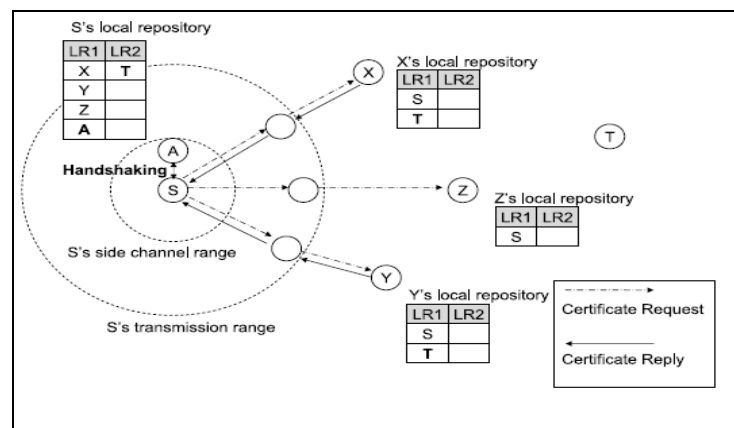 S's local repository
LR1 LR2
X T
Y
Z
A
X
X's local repository
LR1 LR2
S
T
T
A
Handshaking
S
Z
Z's local repository
LR1 LR2
S
S's side channel range
Y
Y's local repository
LR1 LR2
S
T
S's transmission range
Certificate Request
Certificate Reply